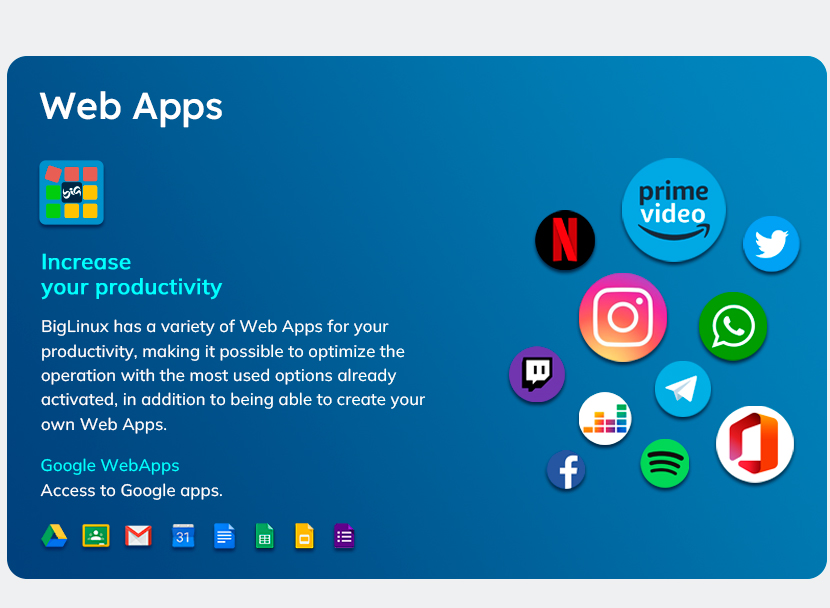 Web Apps
big
Increase
your productivity
BigLinux has a variety of Web Apps for your
productivity, making it possible to optimize the
operation with the most used options already
activated, in addition to being able to create your
own Web Apps.
Google WebApps
Access to Google apps.
31
prime
video
N
f